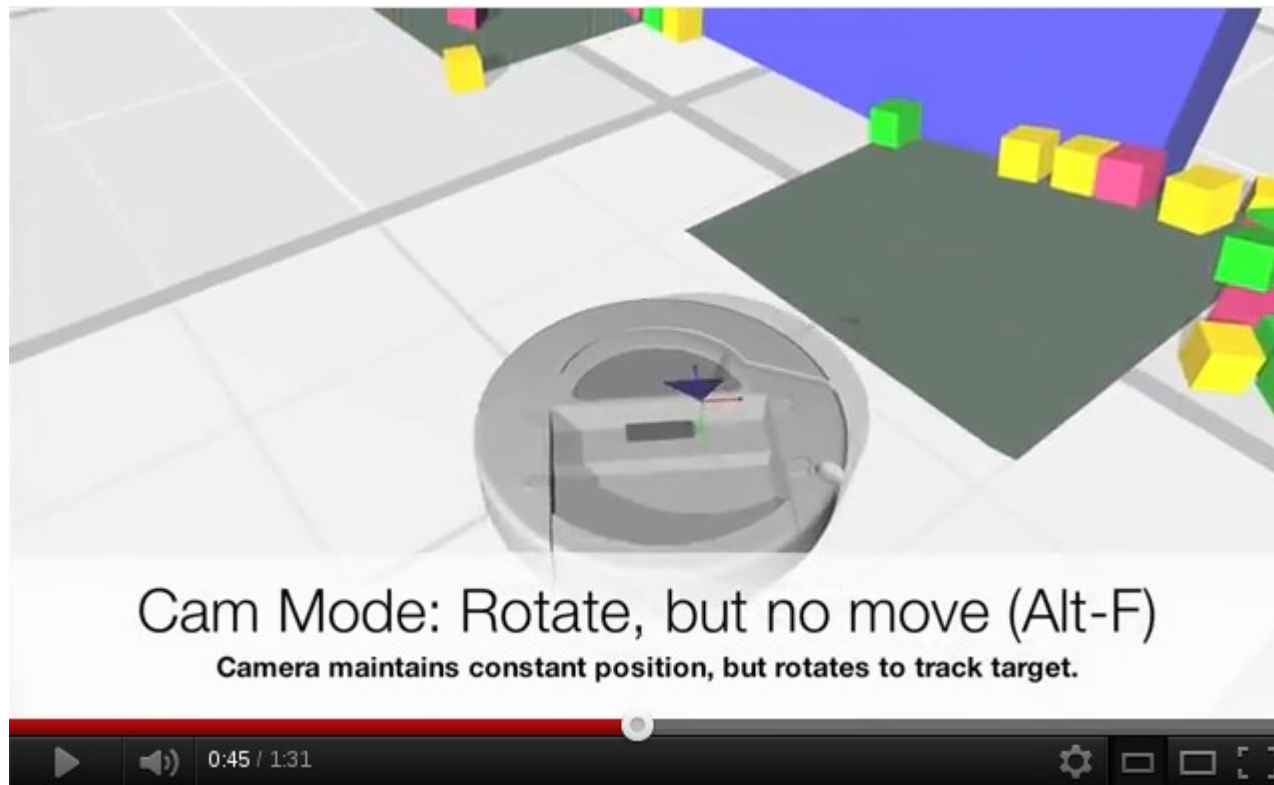 Cam Mode: Rotate, but no move (Alt-F)
Camera maintains constant position, but rotates to track target.
0:45 / 1:31